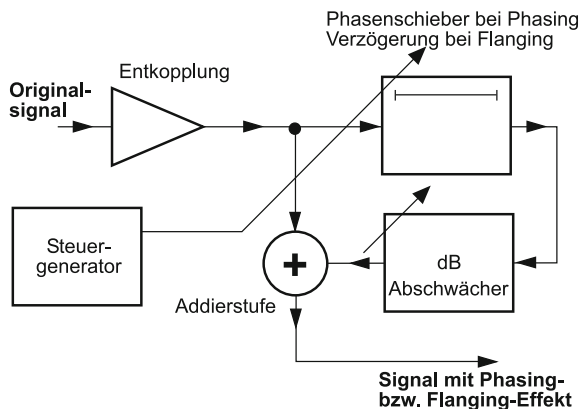 Phasenschieber bei Phasing
Verzögerung bei Flanging
Entkopplung
Original-
signal
Steuer-
generator
+
dB
Abschwächer
Addierstufe
Signal mit Phasing-
bzw. Flanging-Effekt